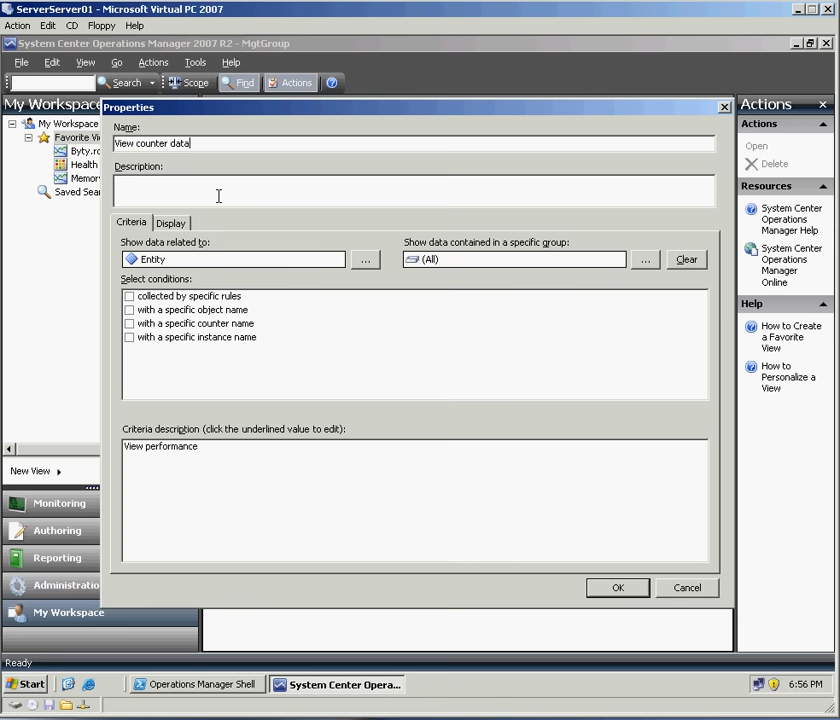 ServerServer01 - Microsoft Virtual PC 2007
Action Edit CD Floppy Help
System Center Operations Manager 2007 R2 - MgtGroup
File Edit View Go Actions Tools Help
Search Scope Find Actions
My Workspace
My Workspace
Favorite Vi
Byty.ro
Health
Memor
Saved Sear
New View
Monitoring
Authoring
Reporting
Administratio
My Workspace
Properties
Name:
View counter data
Description:
Criteria Display
Show data related to:
Entity
...
Show data contained in a specific group:
(All)
...
Clear
Select conditions:
collected by specific rules
with a specific object name
with a specific counter name
with a specific instance name
Criteria description (click the underlined value to edit):
View performance
OK Cancel
Actions
Actions
Open
Delete
Resources
System Center
Operations
Manager Help
System Center
Operations
Manager
Online
Help
How to Create
a Favorite
View
How to
Personalize a
View
Ready
Start
Operations Manager Shell
System Center Opera...
6:56 PM